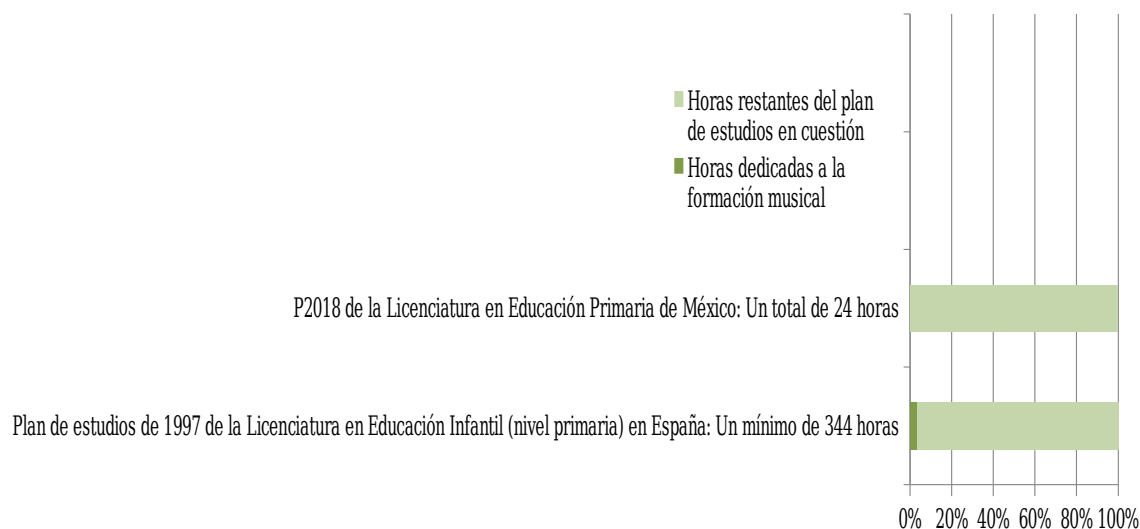 Horas restantes del plan
de estudios en cuestión
Horas dedicadas a la
formación musical
P2018 de la Licenciatura en Educación Primaria de México: Un total de 24 horas
Plan de estudios de 1997 de la Licenciatura en Educación Infantil (nivel primaria) en España: Un mínimo de 344 horas
0% 20% 40% 60% 80% 100%